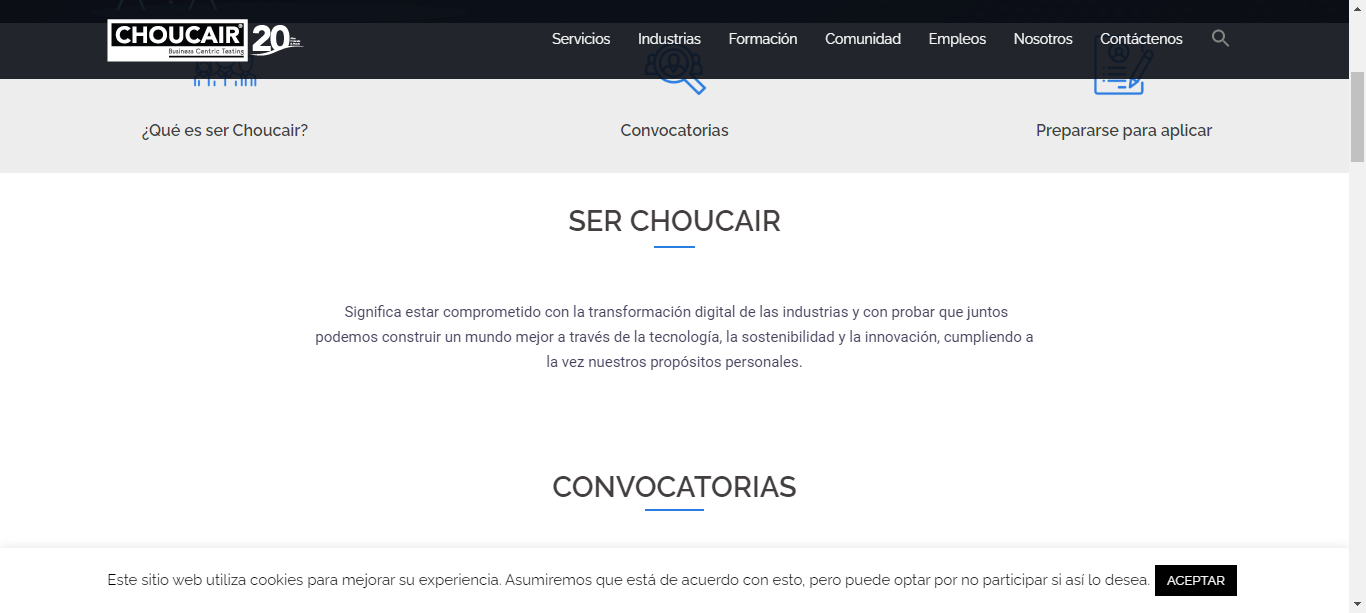 CHOUCAIR
Business Centric Testing
20
Servicios
Industrias
Formación
Comunidad
Empleos
Nosotros
Contáctenos
¿Qué es ser Choucair?
Convocatorias
Prepararse para aplicar
SER CHOUCAIR
Significa estar comprometido con la transformación digital de las industrias y con probar que juntos
podemos construir un mundo mejor a través de la tecnología, la sostenibilidad y la innovación, cumpliendo a
la vez nuestros propósitos personales.
CONVOCATORIAS
Este sitio web utiliza cookies para mejorar su experiencia. Asumiremos que está de acuerdo con esto, pero puede optar por no participar si así lo desea.
ACEPTAR